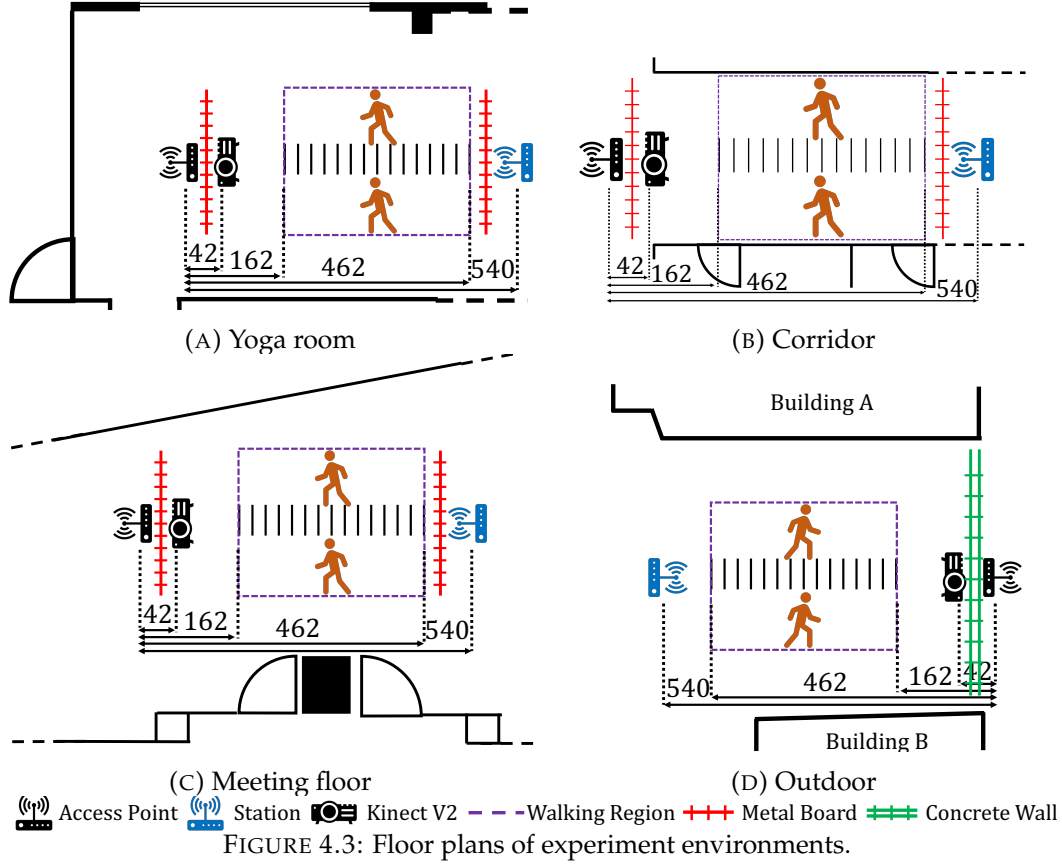 42
162
462
540
(A) Yoga room
42
162
462
540
(B) Corridor
42
162
462
540
(C) Meeting floor
Building A
42
162
462
540
Building B
(D) Outdoor
Access Point Station Kinect V2 Walking Region Metal Board Concrete Wall
FIGURE 4.3: Floor plans of experiment environments.